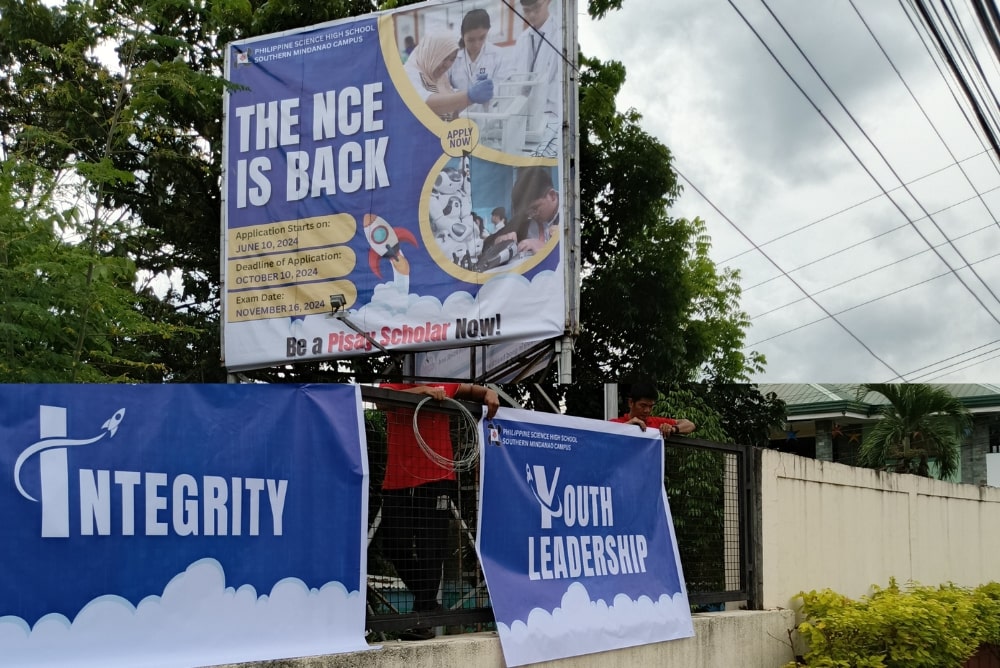 PHILIPPINE SCIENCE HIGH SCHOOL
SOUTHERN MINDANAO CAMPUS
THE NCE
IS BACK
APPLY
NOW
Application Starts on:
JUNE 10, 2024
Deadline of Application:
OCTOBER 10, 2024
Exam Date:
NOVEMBER 16, 2024
Be a Pisay Scholar Now!
INTEGRITY
PHILIPPINE SCIENCE HIGH SCHOOL
SOUTHERN MINDANAO CAMPUS
YOUTH
LEADERSHIP